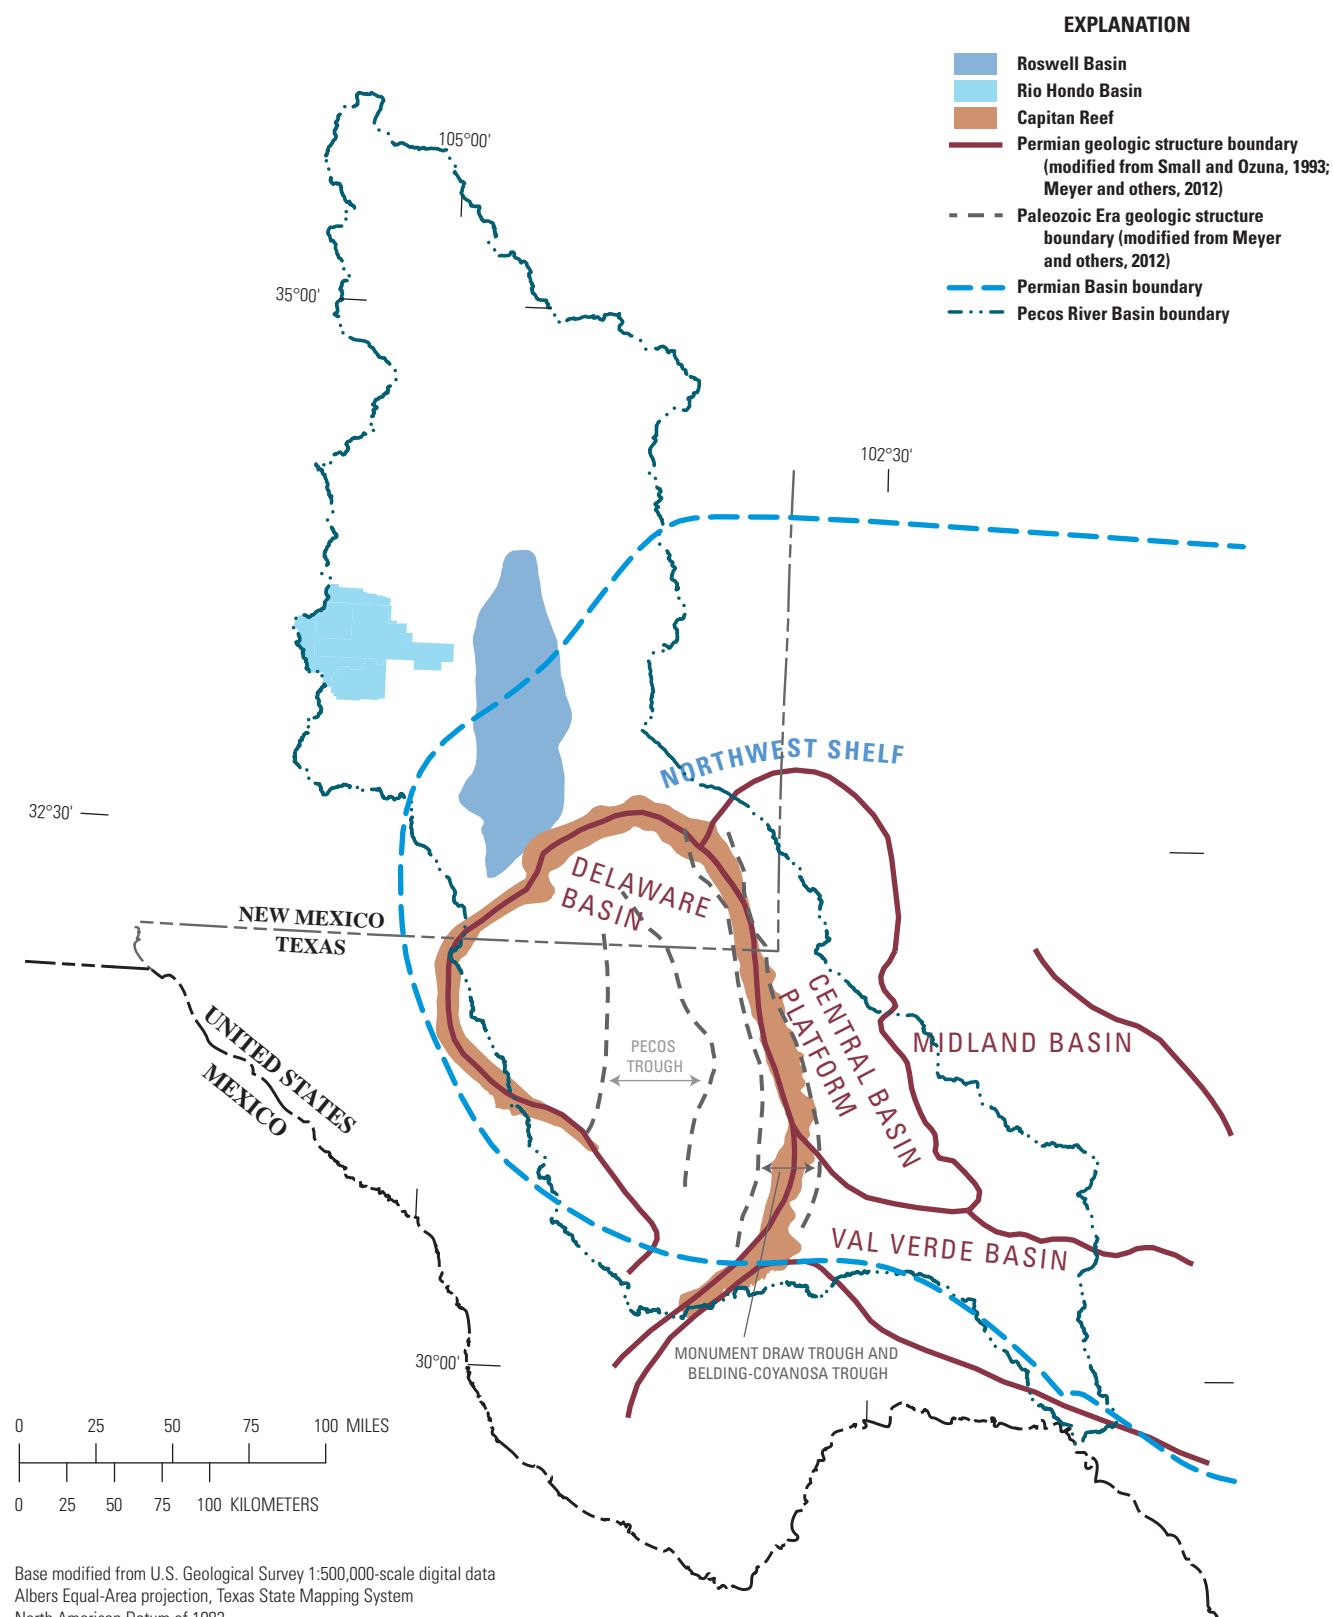 EXPLANATION
Roswell Basin
Rio Hondo Basin
Capitan Reef
Permian geologic structure boundary
(modified from Small and Ozuna, 1993;
Meyer and others, 2012)
Paleozoic Era geologic structure
boundary (modified from Meyer
and others, 2012)
Permian Basin boundary
Pecos River Basin boundary
105°00'
35°00'
102°30'
NORTHWEST SHELF
32°30'
DELAWARE
BASIN
NEW MEXICO
TEXAS
CENTRAL BASIN
PLATFORM
MIDLAND BASIN
UNITED STATES
MEXICO
PECOS
TROUGH
VAL VERDE BASIN
MONUMENT DRAW TROUGH AND
BELDING-COYANOSA TROUGH
30°00'
0 25 50 75 100 MILES
0 25 50 75 100 KILOMETERS
Base modified from U.S. Geological Survey 1:500,000-scale digital data
Albers Equal-Area projection, Texas State Mapping System
North American Datum of 1983